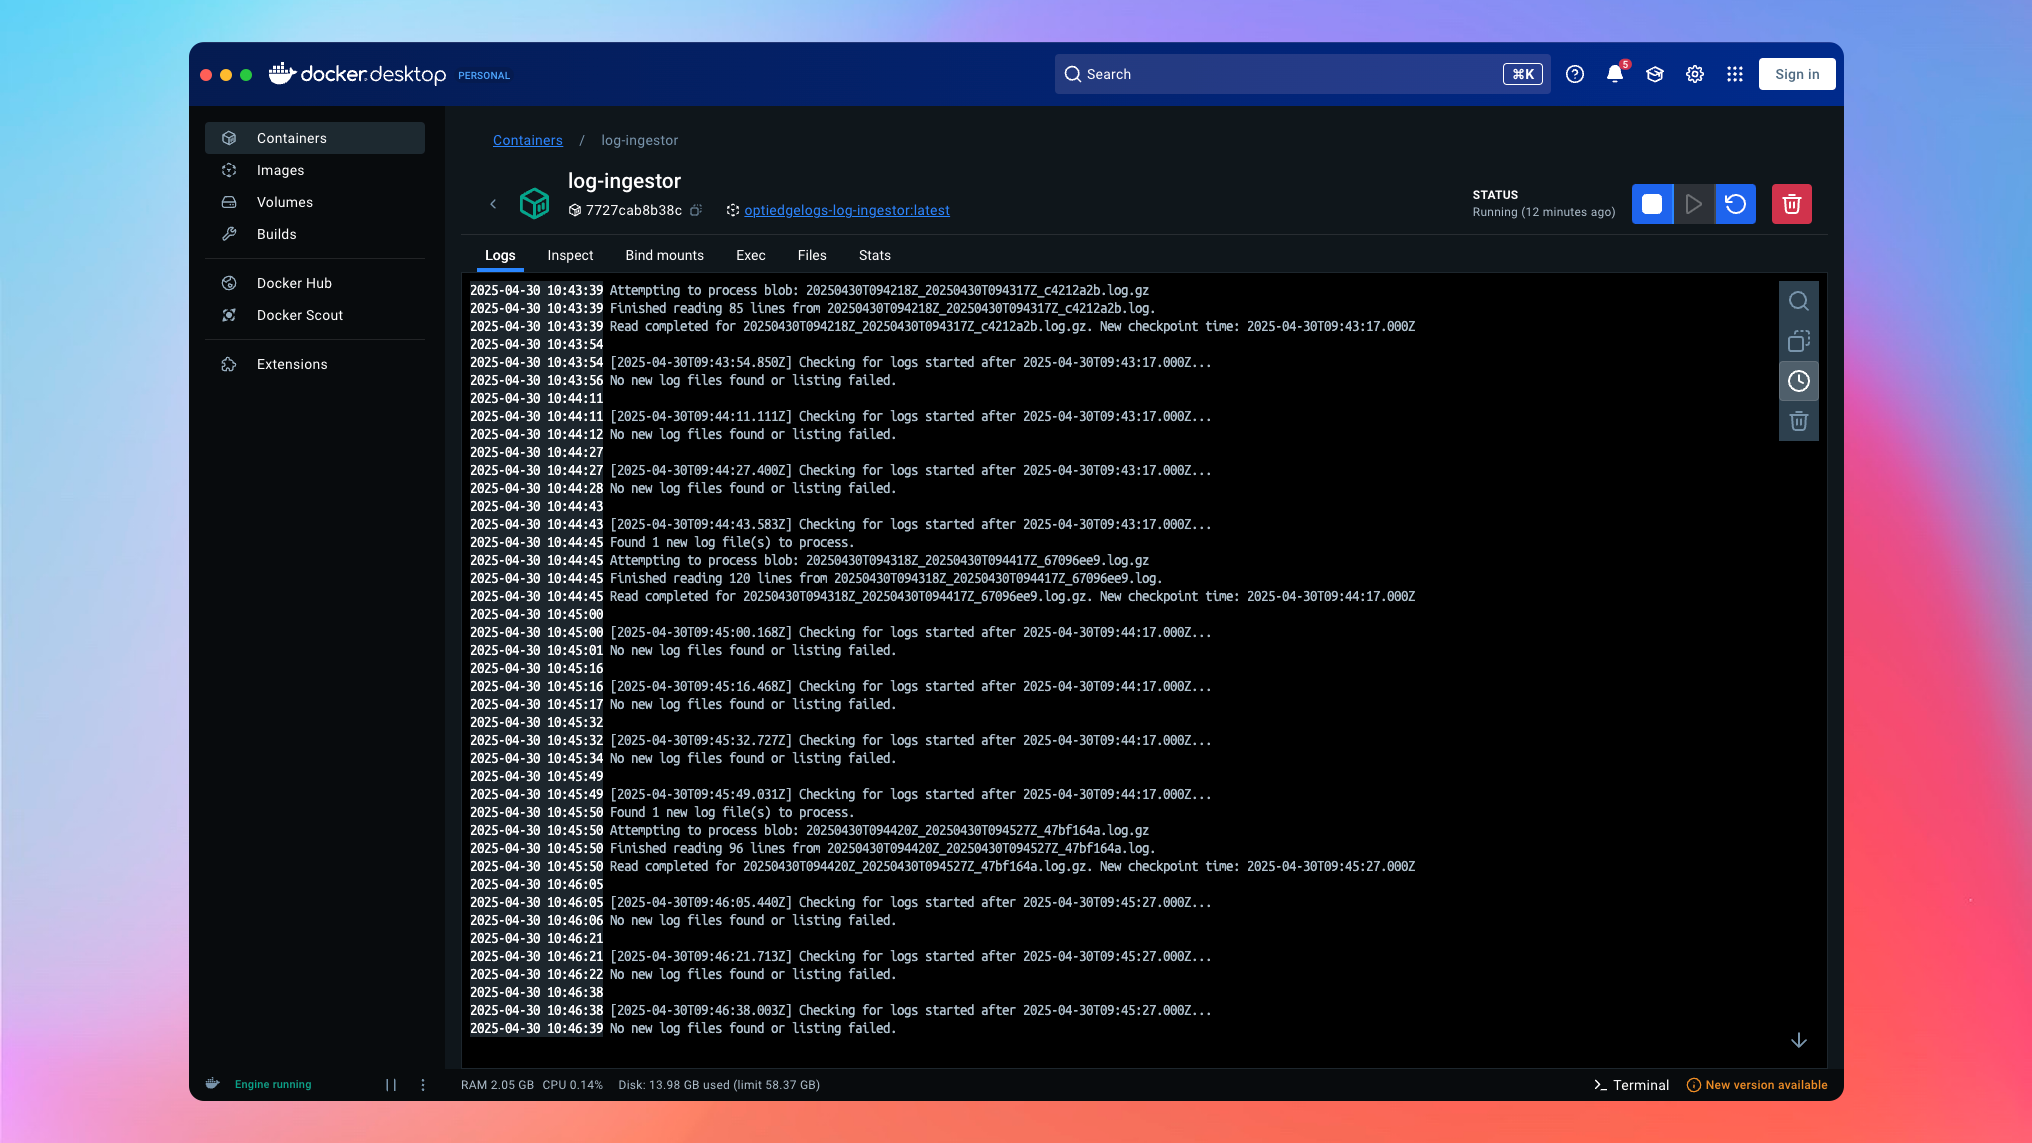 docker.desktop PERSONAL
Search ⌘K
5
Sign in
Containers
Images
Volumes
Builds
Docker Hub
Docker Scout
Extensions
Containers / log-ingestor
log-ingestor
7727cab8b38c optiedgelogs-log-ingestor:latest
STATUS
Running (12 minutes ago)
Logs Inspect Bind mounts Exec Files Stats
2025-04-30 10:43:39 Attempting to process blob: 20250430T094218Z_20250430T094317Z_c4212a2b.log.gz
2025-04-30 10:43:39 Finished reading 85 lines from 20250430T094218Z_20250430T094317Z_c4212a2b.log.
2025-04-30 10:43:39 Read completed for 20250430T094218Z_20250430T094317Z_c4212a2b.log.gz. New checkpoint time: 2025-04-30T09:43:17.000Z
2025-04-30 10:43:54
2025-04-30 10:43:54 [2025-04-30T09:43:54.850Z] Checking for logs started after 2025-04-30T09:43:17.000Z...
2025-04-30 10:43:56 No new log files found or listing failed.
2025-04-30 10:44:11
2025-04-30 10:44:11 [2025-04-30T09:44:11.111Z] Checking for logs started after 2025-04-30T09:43:17.000Z...
2025-04-30 10:44:12 No new log files found or listing failed.
2025-04-30 10:44:27
2025-04-30 10:44:27 [2025-04-30T09:44:27.400Z] Checking for logs started after 2025-04-30T09:43:17.000Z...
2025-04-30 10:44:28 No new log files found or listing failed.
2025-04-30 10:44:43
2025-04-30 10:44:43 [2025-04-30T09:44:43.583Z] Checking for logs started after 2025-04-30T09:43:17.000Z...
2025-04-30 10:44:45 Found 1 new log file(s) to process.
2025-04-30 10:44:45 Attempting to process blob: 20250430T094318Z_20250430T094417Z_67096ee9.log.gz
2025-04-30 10:44:45 Finished reading 120 lines from 20250430T094318Z_20250430T094417Z_67096ee9.log.
2025-04-30 10:44:45 Read completed for 20250430T094318Z_20250430T094417Z_67096ee9.log.gz. New checkpoint time: 2025-04-30T09:44:17.000Z
2025-04-30 10:45:00
2025-04-30 10:45:00 [2025-04-30T09:45:00.168Z] Checking for logs started after 2025-04-30T09:44:17.000Z...
2025-04-30 10:45:01 No new log files found or listing failed.
2025-04-30 10:45:16
2025-04-30 10:45:16 [2025-04-30T09:45:16.468Z] Checking for logs started after 2025-04-30T09:44:17.000Z...
2025-04-30 10:45:17 No new log files found or listing failed.
2025-04-30 10:45:32
2025-04-30 10:45:32 [2025-04-30T09:45:32.727Z] Checking for logs started after 2025-04-30T09:44:17.000Z...
2025-04-30 10:45:34 No new log files found or listing failed.
2025-04-30 10:45:49
2025-04-30 10:45:49 [2025-04-30T09:45:49.031Z] Checking for logs started after 2025-04-30T09:44:17.000Z...
2025-04-30 10:45:50 Found 1 new log file(s) to process.
2025-04-30 10:45:50 Attempting to process blob: 20250430T094420Z_20250430T094527Z_47bf164a.log.gz
2025-04-30 10:45:50 Finished reading 96 lines from 20250430T094420Z_20250430T094527Z_47bf164a.log.
2025-04-30 10:45:50 Read completed for 20250430T094420Z_20250430T094527Z_47bf164a.log.gz. New checkpoint time: 2025-04-30T09:45:27.000Z
2025-04-30 10:46:05
2025-04-30 10:46:05 [2025-04-30T09:46:05.440Z] Checking for logs started after 2025-04-30T09:45:27.000Z...
2025-04-30 10:46:06 No new log files found or listing failed.
2025-04-30 10:46:21
2025-04-30 10:46:21 [2025-04-30T09:46:21.713Z] Checking for logs started after 2025-04-30T09:45:27.000Z...
2025-04-30 10:46:22 No new log files found or listing failed.
2025-04-30 10:46:38
2025-04-30 10:46:38 [2025-04-30T09:46:38.003Z] Checking for logs started after 2025-04-30T09:45:27.000Z...
2025-04-30 10:46:39 No new log files found or listing failed.
Engine running
RAM 2.05 GB CPU 0.14% Disk: 13.98 GB used (limit 58.37 GB)
>_ Terminal
New version available